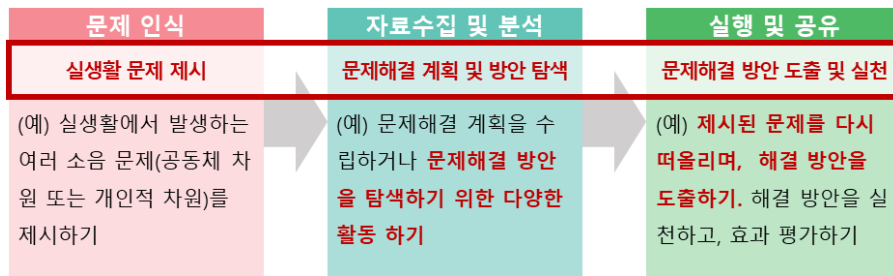 문제 인식
실생활 문제 제시
(예) 실생활에서 발생하는
여러 소음 문제(공동체 차
원 또는 개인적 차원)를
제시하기
자료수집 및 분석
문제해결 계획 및 방안 탐색
(예) 문제해결 계획을 수
립하거나 문제해결 방안
을 탐색하기 위한 다양한
활동 하기
실행 및 공유
문제해결 방안 도출 및 실천
(예) 제시된 문제를 다시
떠올리며, 해결 방안을
도출하기. 해결 방안을 실
천하고, 효과 평가하기